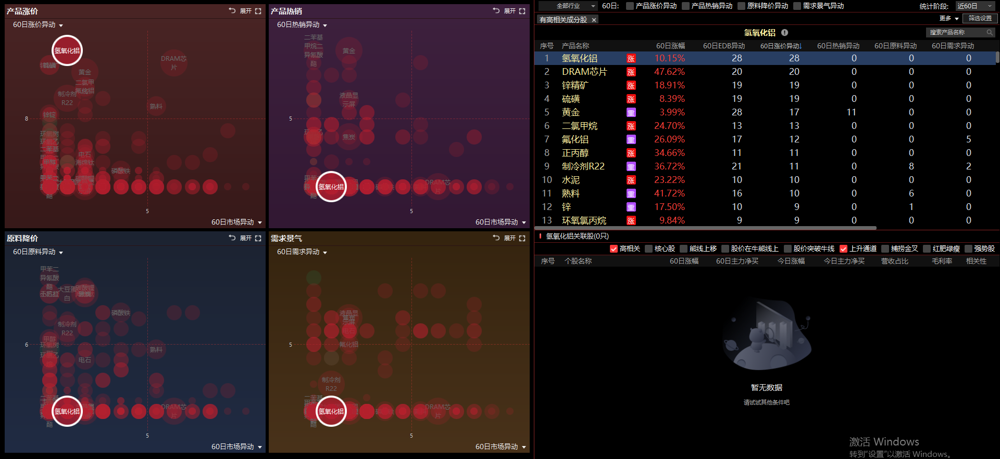 产品涨价
展开
60日涨价异动
氢氧化铝
DRAM芯
片
黄金
二氯甲
氟化铝
制冷剂
R22
熟料
锌锭
8
环氧树
环氧乙
二苯基
电石
甲醇
海绵钛
磷酸铁
酯
5
60日市场异动
产品热销
展开
60日热销异动
二苯基
甲烷二
异氰酸
酯
黄金
液晶显
示屏
5
焦炭
氢氧化铝
DRAM芯
片
酯
5
60日市场异动
原料降价
展开
60日原料异动
甲苯二
异氰酸
酯
大豆蛋
白
碳酸锂
磷酸铁
制冷剂
R22
甲醇
6
环氧树
熟料
环氧乙
电石
二苯基
氢氧化铝
DRAM芯
片
酯
5
60日市场异动
需求景气
展开
60日需求异动
液晶显
焦炭
示屏
电石
5
氟化铝
制冷剂
R22
二苯基
氢氧化铝
DRAM芯
片
酯
5
60日市场异动
全部行业
60日:
产品涨价异动
产品热销异动
原料降价异动
需求景气异动
统计阶段:
近60日
有高相关成分股 ×
更多
筛选设置
氢氧化铝
搜索产品名称
序号 产品名称 60日涨幅 60日EDB异动 60日涨价异动↓ 60日热销异动 60日原料异动 60日需求异动
1 氢氧化铝 涨 10.15% 28 28 0 0 0
2 DRAM芯片 涨 47.62% 20 20 0 0 0
3 锌精矿 涨 18.91% 19 19 0 0 0
4 硫磺 涨 8.39% 19 19 0 0 0
5 黄金 重 3.99% 28 17 11 0 0
6 二氯甲烷 涨 24.70% 13 13 0 0 0
7 氟化铝 重 26.09% 17 12 0 0 5
8 正丙醇 涨 34.66% 11 11 0 0 0
9 制冷剂R22 重 36.72% 21 11 0 8 2
10 水泥 涨 23.22% 10 10 0 0 0
11 熟料 重 41.72% 16 10 0 6 0
12 锌 重 17.50% 10 9 0 1 0
13 环氧氯丙烷 涨 9.84% 9 9 0 0 0
氢氧化铝关联股(0只)
高相关 核心股 熊线上移 股价在牛熊线上 股价突破牛线 上升通道 捕捞金叉 红肥绿瘦 强势股
序号 个股名称 60日涨幅 60日主力净买 今日涨幅 今日主力净买 营收占比 毛利率 相关性
暂无数据
请试试其他条件吧
激活 Windows
转到“设置”以激活 Windows。